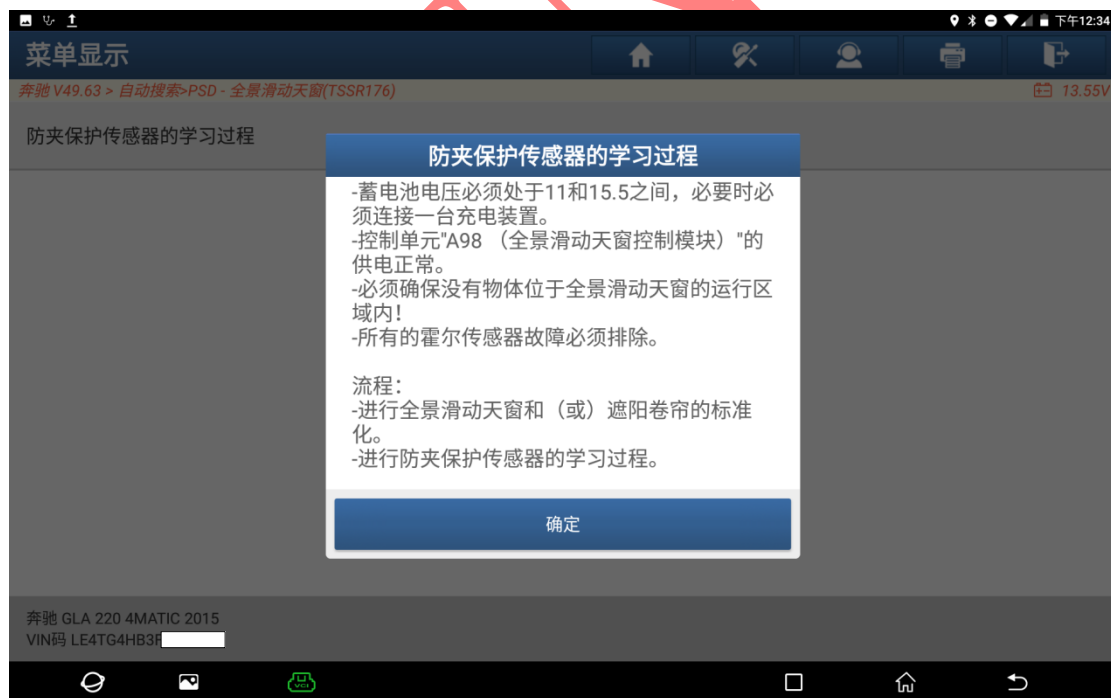 下午12:34
菜单显示
奔驰 V49.63 > 自动搜索>PSD - 全景滑动天窗(TSSR176)
13.55V
防夹保护传感器的学习过程
防夹保护传感器的学习过程
-蓄电池电压必须处于11和15.5之间，必要时必
须连接一台充电装置。
-控制单元"A98 （全景滑动天窗控制模块）"的
供电正常。
-必须确保没有物体位于全景滑动天窗的运行区
域内！
-所有的霍尔传感器故障必须排除。
流程：
-进行全景滑动天窗和（或）遮阳卷帘的标准
化。
-进行防夹保护传感器的学习过程。
确定
奔驰 GLA 220 4MATIC 2015
VIN码 LE4TG4HB3F
VCI